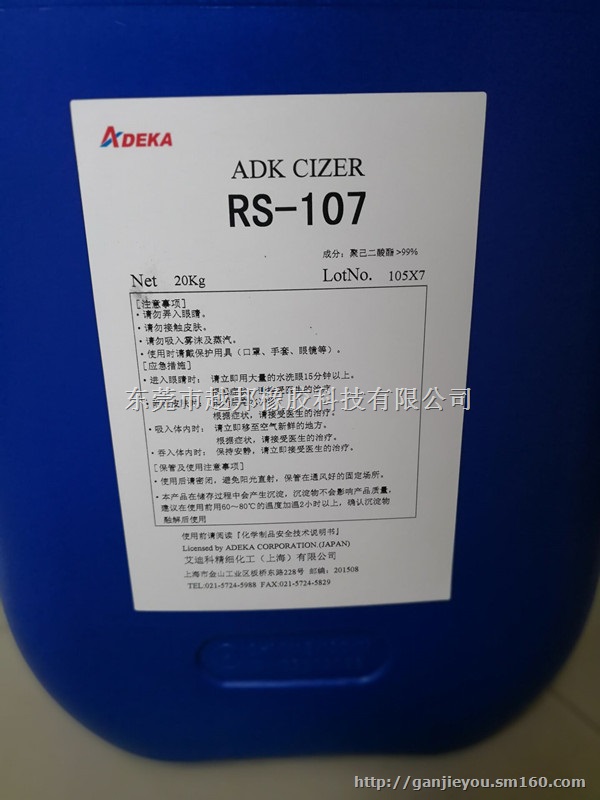 ADEKA
ADK CIZER
RS-107
成分：聚己二酸酯 >99%
Net 20Kg LotNo. 105X7
[注意事项]
・请勿弄入眼睛。
・请勿接触皮肤。
・请勿吸入雾沫及蒸汽。
・使用时请戴保护用具（口罩、手套、眼镜等）。
[应急措施]
・进入眼睛时： 请立即用大量的水洗眼15分钟以上。
东莞市越邦橡胶科技有限公司
根据症状，请接受医生的治疗。
・吸入体内时： 请立即移至空气新鲜的地方。
根据症状，请接受医生的治疗。
・吞入体内时： 保持安静，请立即接受医生的治疗。
[保管及使用注意事项]
・使用后请密闭，避免阳光直射，保管在通风好的固定场所。
・本产品在储存过程中会产生沉淀，沉淀物不会影响产品质量，
建议在使用前用60～80℃的温度加温2小时以上，确认沉淀物
融解后使用
使用前请阅读『化学制品安全技术说明书』
Licensed by ADEKA CORPORATION.(JAPAN)
艾迪科精细化工（上海）有限公司
上海市金山工业区板桥东路228号 邮编：201508
TEL:021-5724-5988 FAX:021-5724-5829
http://ganjieyou.sm160.com